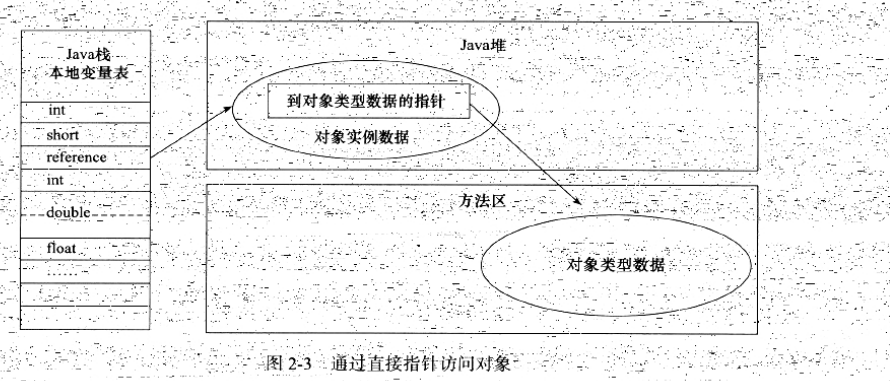 Java栈
本地变量表
int
short
reference
int
double
float
……
Java堆
到对象类型数据的指针
对象实例数据
方法区
对象类型数据
图 2-3 通过直接指针访问对象